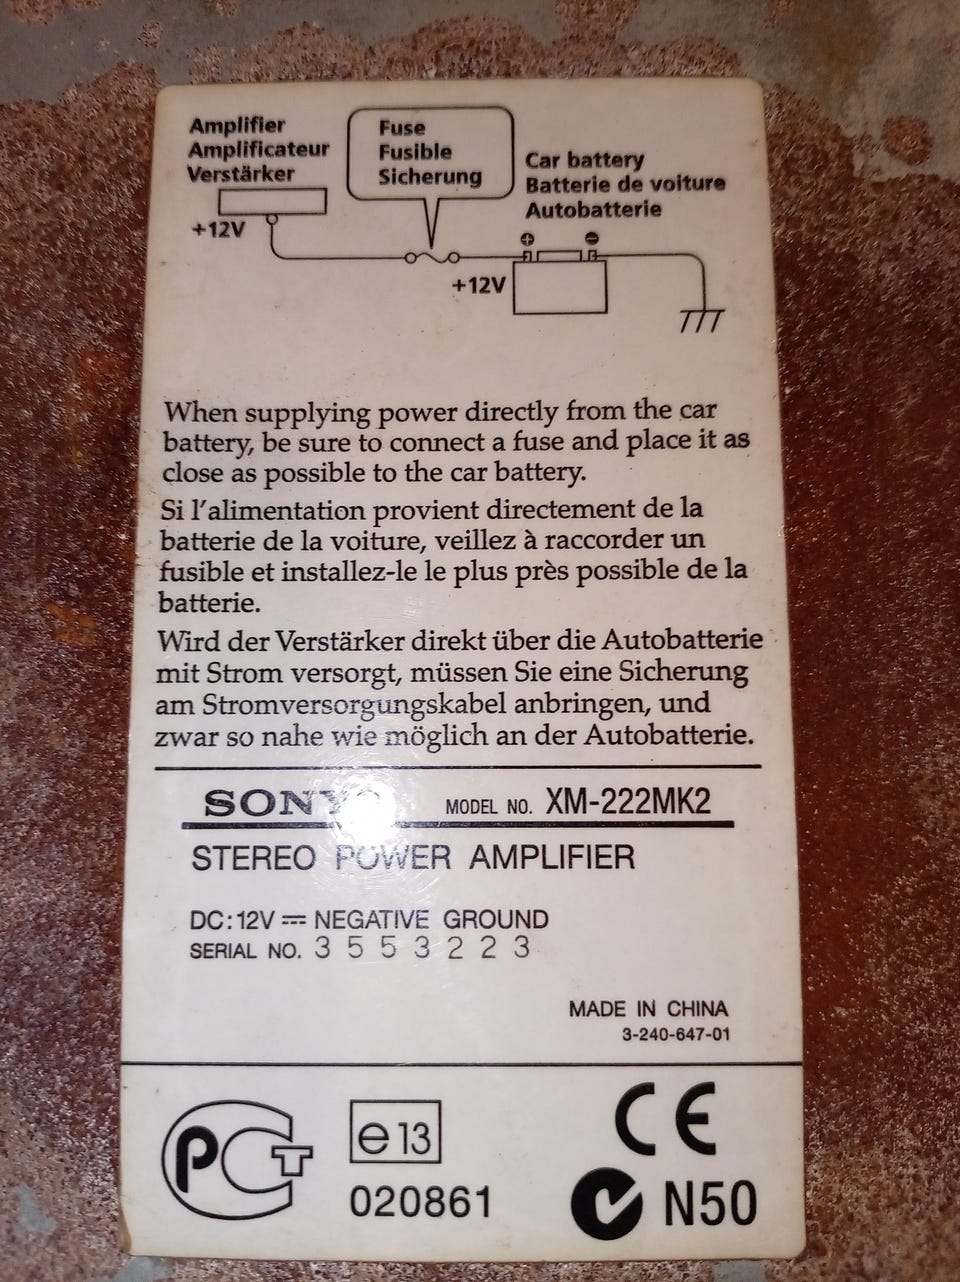 Amplifier
Amplificateur
Verstärker
+12V
Fuse
Fusible
Sicherung
Car battery
Batterie de voiture
Autobatterie
+12V
When supplying power directly from the car
battery, be sure to connect a fuse and place it as
close as possible to the car battery.
Si l'alimentation provient directement de la
batterie de la voiture, veillez à raccorder un
fusible et installez-le le plus près possible de la
batterie.
Wird der Verstärker direkt über die Autobatterie
mit Strom versorgt, müssen Sie eine Sicherung
am Stromversorgungskabel anbringen, und
zwar so nahe wie möglich an der Autobatterie.
SONY MODEL NO. XM-222MK2
STEREO POWER AMPLIFIER
DC:12V ⎓ NEGATIVE GROUND
SERIAL NO. 3553223
MADE IN CHINA
3-240-647-01
PCT
e13
020861
CE
N50